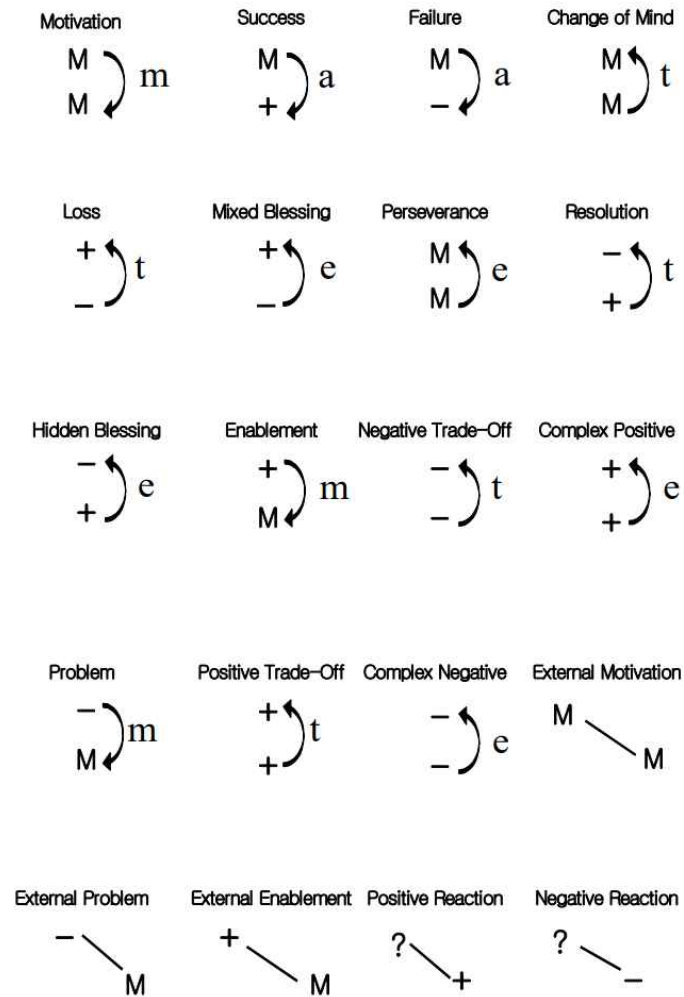 Motivation Success Failure Change of Mind
M M M M
m a a t
M + - M
Loss Mixed Blessing Perseverance Resolution
+ + M -
t e e t
- - M +
Hidden Blessing Enablement Negative Trade-Off Complex Positive
- + - +
e m t e
+ M - +
Problem Positive Trade-Off Complex Negative External Motivation
- + - M
m t e
M + - M
External Problem External Enablement Positive Reaction Negative Reaction
- + ? ?
M M + -